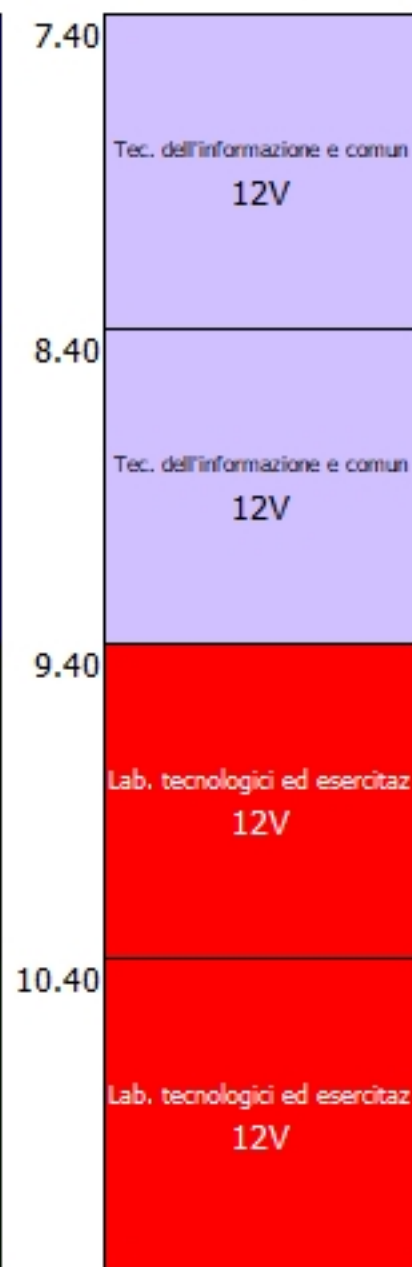 7.40
Tec. dell'informazione e comun
12V
8.40
Tec. dell'informazione e comun
12V
9.40
Lab. tecnologici ed esercitaz
12V
10.40
Lab. tecnologici ed esercitaz
12V